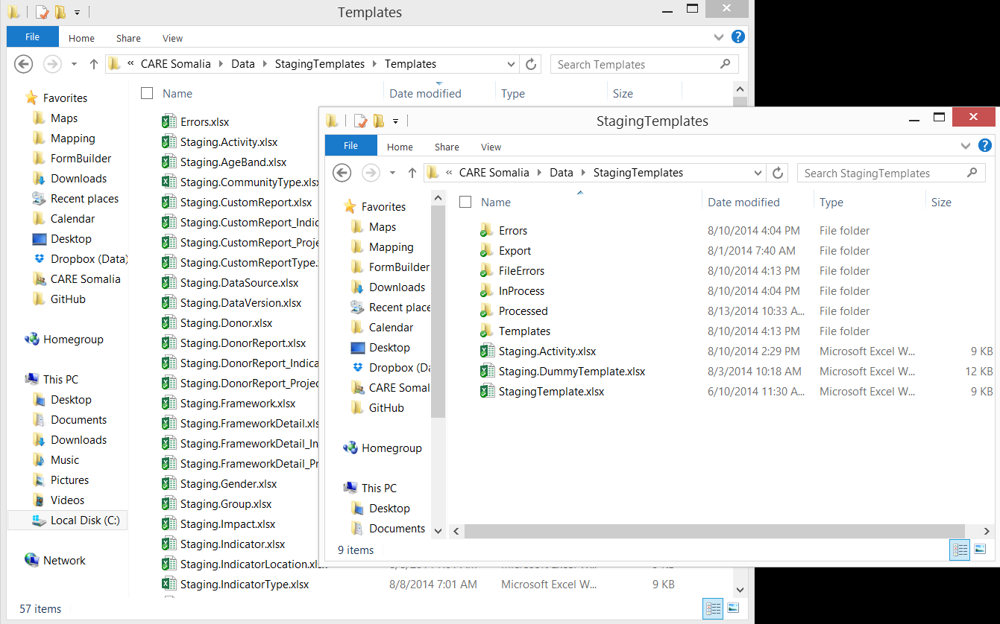 Templates
File Home Share View
« CARE Somalia Data StagingTemplates Templates
Search Templates
Name Date modified Type Size
Favorites
Maps
Mapping
FormBuilder
Downloads
Recent places
Calendar
Desktop
Dropbox (Data)
CARE Somalia
GitHub
Homegroup
This PC
Desktop
Documents
Downloads
Music
Pictures
Videos
Local Disk (C:)
Network
Errors.xlsx
Staging.Activity.xlsx
Staging.AgeBand.xlsx
Staging.CommunityType.xlsx
Staging.CustomReport.xlsx
Staging.CustomReport_Indic
Staging.CustomReport_Proje
Staging.CustomReportType.
Staging.DataSource.xlsx
Staging.DataVersion.xlsx
Staging.Donor.xlsx
Staging.DonorReport.xlsx
Staging.DonorReport_Indica
Staging.DonorReport_Projec
Staging.Framework.xlsx
Staging.FrameworkDetail.xls
Staging.FrameworkDetail_In
Staging.FrameworkDetail_Pr
Staging.Gender.xlsx
Staging.Group.xlsx
Staging.Impact.xlsx
Staging.Indicator.xlsx
Staging.IndicatorLocation.xlsx
Staging.IndicatorType.xlsx 8/8/2014 7:01 AM Microsoft Excel W... 9 KB
57 items
StagingTemplates
File Home Share View
« CARE Somalia Data StagingTemplates
Search StagingTemplates
Name Date modified Type Size
Favorites
Maps
Mapping
FormBuilder
Downloads
Recent place
Calendar
Desktop
Dropbox (Da
CARE Somal
GitHub
Homegroup
This PC
Desktop
Documents
Errors 8/10/2014 4:04 PM File folder
Export 8/1/2014 7:40 AM File folder
FileErrors 8/10/2014 4:13 PM File folder
InProcess 8/10/2014 4:04 PM File folder
Processed 8/13/2014 10:33 A... File folder
Templates 8/10/2014 4:13 PM File folder
Staging.Activity.xlsx 8/10/2014 2:29 PM Microsoft Excel W... 9 KB
Staging.DummyTemplate.xlsx 8/3/2014 10:18 AM Microsoft Excel W... 12 KB
StagingTemplate.xlsx 6/10/2014 11:30 A... Microsoft Excel W... 9 KB
9 items